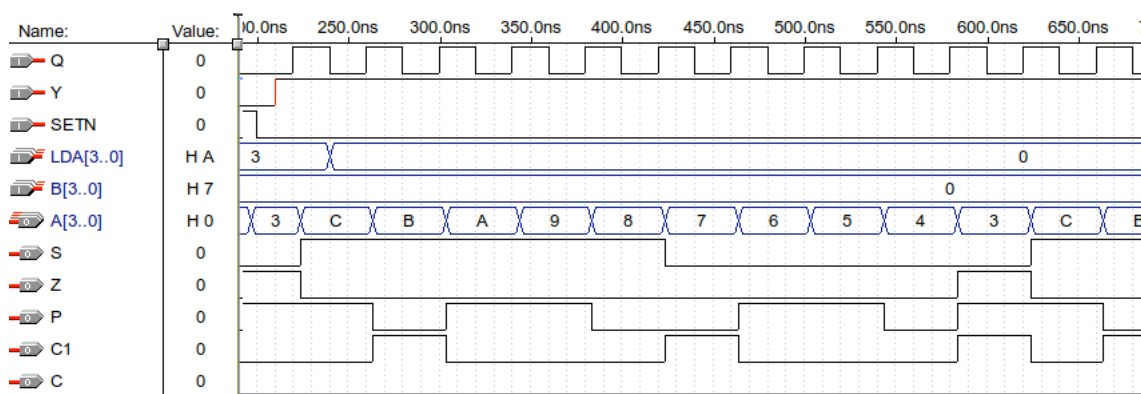 Name: Value: 00.0ns 250.0ns 300.0ns 350.0ns 400.0ns 450.0ns 500.0ns 550.0ns 600.0ns 650.0ns
Q 0
Y 0
SETN 0
LDA[3..0] H A 3 0
B[3..0] H 7 0
A[3..0] H 0 3 C B A 9 8 7 6 5 4 3 C B
S 0
Z 0
P 0
C1 0
C 0